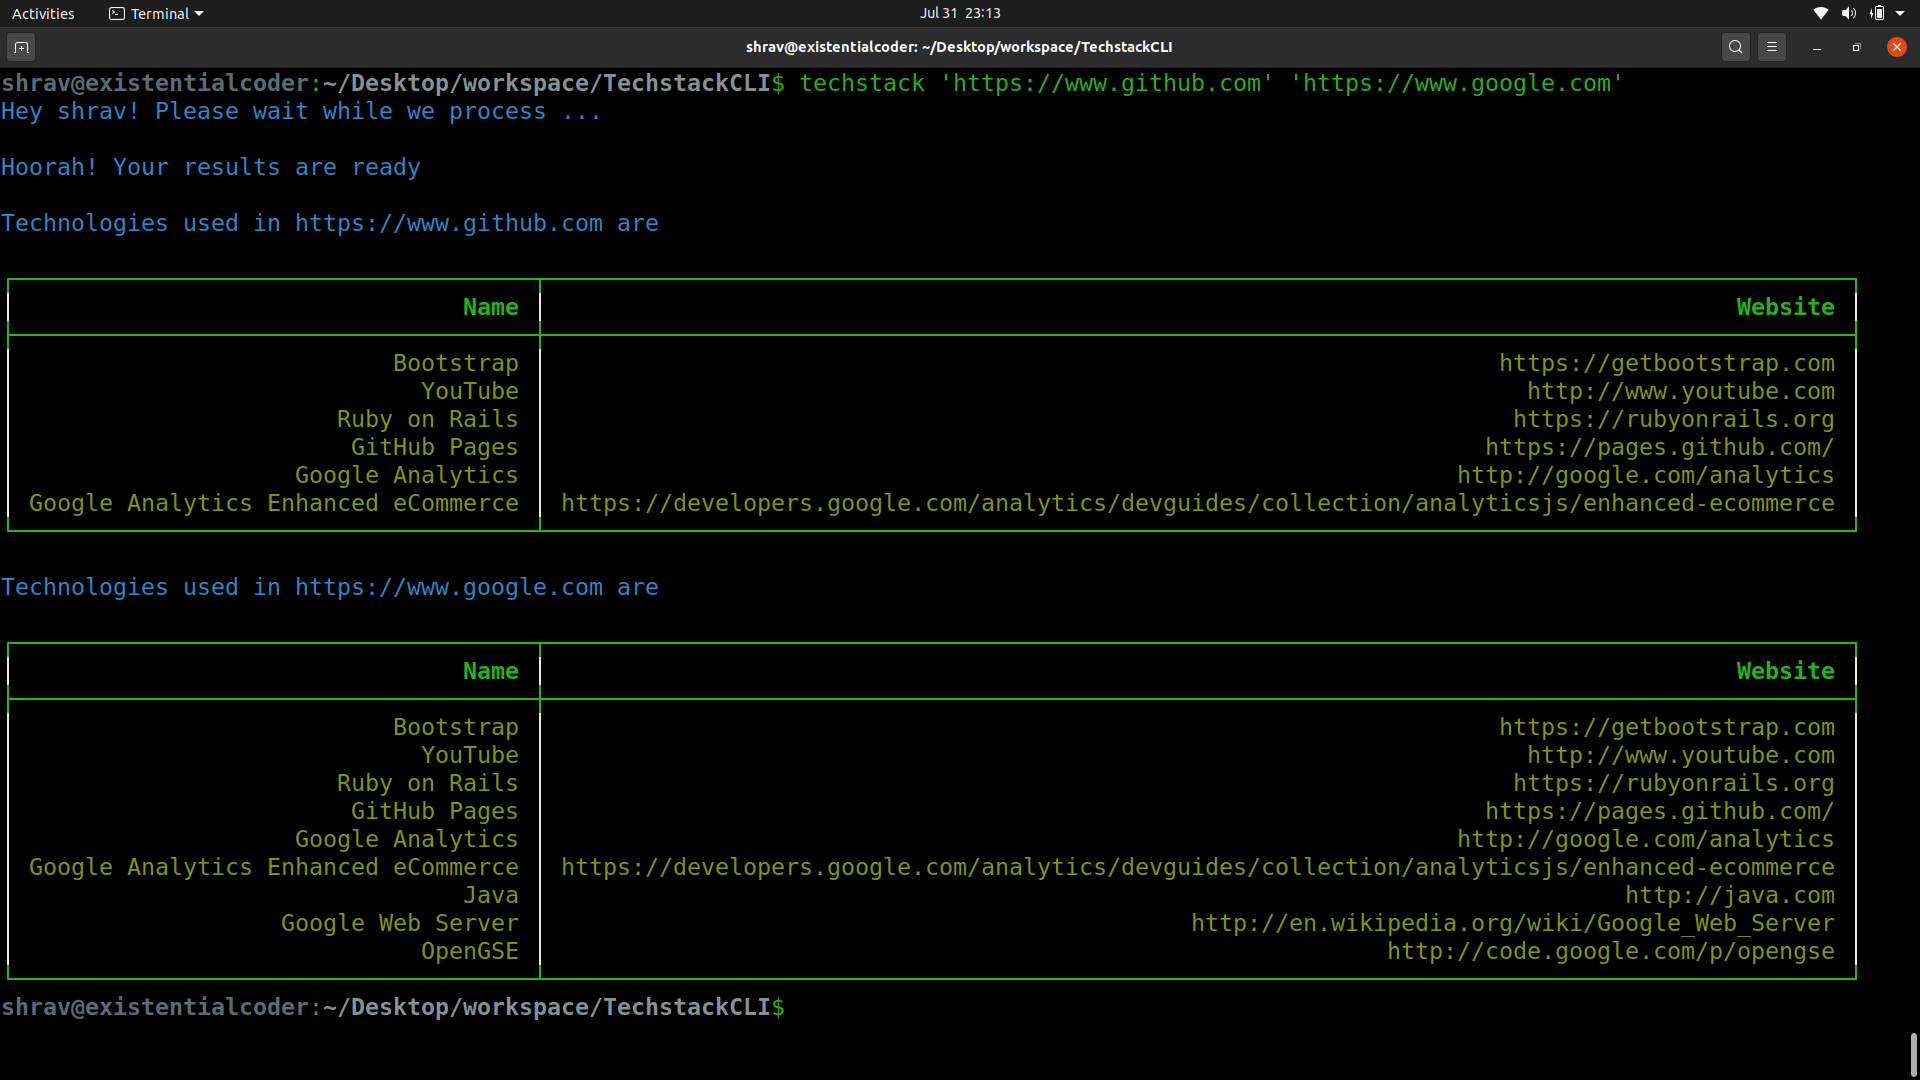 Activities Terminal Jul 31 23:13
shrav@existentialcoder: ~/Desktop/workspace/TechstackCLI
shrav@existentialcoder:~/Desktop/workspace/TechstackCLI$ techstack 'https://www.github.com' 'https://www.google.com'
Hey shrav! Please wait while we process ...
Hoorah! Your results are ready
Technologies used in https://www.github.com are
Name Website
Bootstrap https://getbootstrap.com
YouTube http://www.youtube.com
Ruby on Rails https://rubyonrails.org
GitHub Pages https://pages.github.com/
Google Analytics http://google.com/analytics
Google Analytics Enhanced eCommerce https://developers.google.com/analytics/devguides/collection/analyticsjs/enhanced-ecommerce
Technologies used in https://www.google.com are
Name Website
Bootstrap https://getbootstrap.com
YouTube http://www.youtube.com
Ruby on Rails https://rubyonrails.org
GitHub Pages https://pages.github.com/
Google Analytics http://google.com/analytics
Google Analytics Enhanced eCommerce https://developers.google.com/analytics/devguides/collection/analyticsjs/enhanced-ecommerce
Java http://java.com
Google Web Server http://en.wikipedia.org/wiki/Google_Web_Server
OpenGSE http://code.google.com/p/opengse
shrav@existentialcoder:~/Desktop/workspace/TechstackCLI$